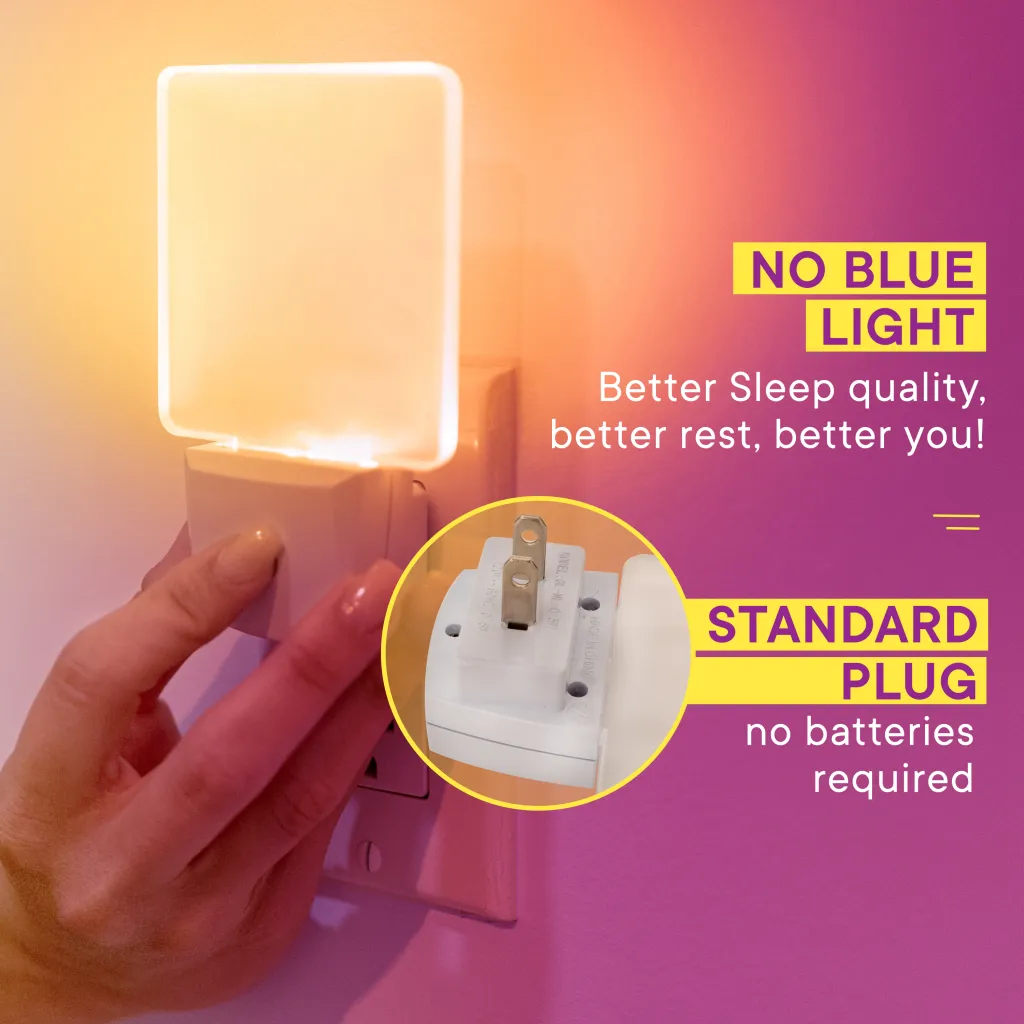 NO BLUE
LIGHT
Better Sleep quality,
better rest, better you!
STANDARD
PLUG
no batteries
required